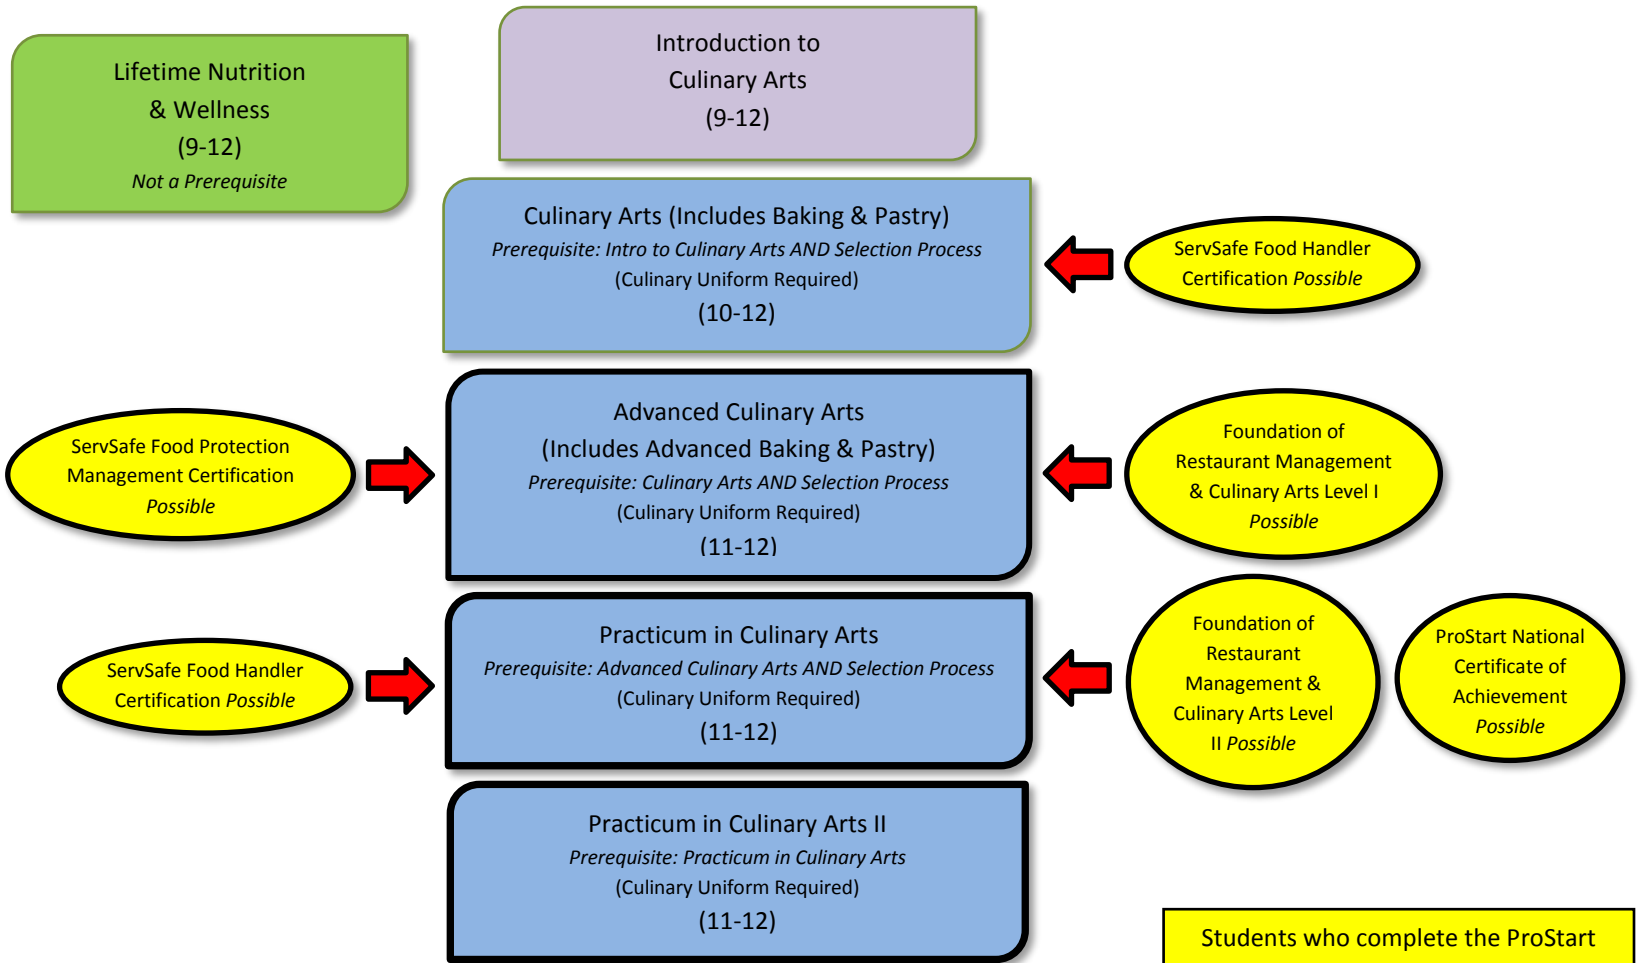 Lifetime Nutrition
& Wellness
(9-12)
Not a Prerequisite
Introduction to
Culinary Arts
(9-12)
Culinary Arts (Includes Baking & Pastry)
Prerequisite: Intro to Culinary Arts AND Selection Process
(Culinary Uniform Required)
(10-12)
ServSafe Food Handler
Certification Possible
ServSafe Food Protection
Management Certification
Possible
Advanced Culinary Arts
(Includes Advanced Baking & Pastry)
Prerequisite: Culinary Arts AND Selection Process
(Culinary Uniform Required)
(11-12)
Foundation of
Restaurant Management
& Culinary Arts Level I
Possible
ServSafe Food Handler
Certification Possible
Practicum in Culinary Arts
Prerequisite: Advanced Culinary Arts AND Selection Process
(Culinary Uniform Required)
(11-12)
Foundation of
Restaurant
Management &
Culinary Arts Level
II Possible
ProStart National
Certificate of
Achievement
Possible
Practicum in Culinary Arts II
Prerequisite: Practicum in Culinary Arts
(Culinary Uniform Required)
(11-12)
Students who complete the ProStart